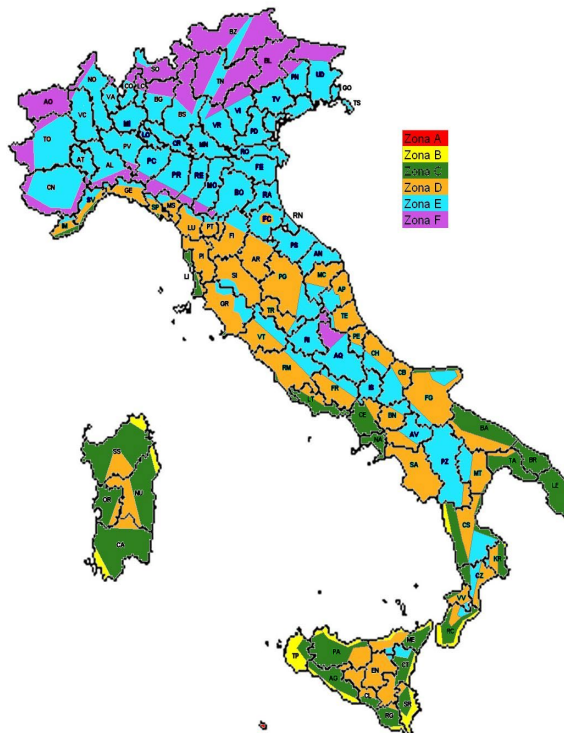 BZ
SO
BL
TN
NO
CO
LC
PN
UD
GO
TS
AO
VA
BG
BS
VI
TV
VC
MI
VR
PD
TO
LO
CR
MN
RO
PV
AT
AL
PC
PR
RE
MO
FE
BO
RA
CN
GE
SV
IM
SP
MS
FC
RN
LU
PT
FI
PS
AN
LI
PI
AR
MC
SI
PG
AP
GR
TR
TE
VT
RI
PE
AQ
CH
RM
CB
FR
IS
FG
LT
CE
BN
BA
NA
AV
SA
PZ
MT
TA
BR
LE
SS
OR
NU
CA
CS
KR
CZ
VV
RC
TP
PA
ME
EN
CT
AG
CL
SR
RG
Zona A
Zona B
Zona C
Zona D
Zona E
Zona F